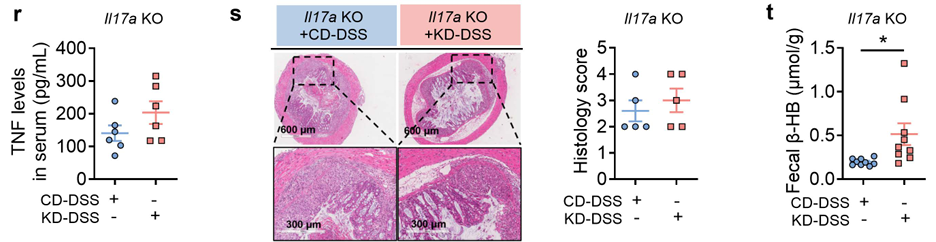 r
Il17a KO
TNF levels
in serum (pg/mL)
400
300
200
100
0
CD-DSS + -
KD-DSS - +
s
Il17a KO
+CD-DSS
Il17a KO
+KD-DSS
600 μm
600 μm
300 μm
300 μm
Histology score
5
4
3
2
1
0
CD-DSS + -
KD-DSS - +
t
Il17a KO
Fecal β-HB (μmol/g)
1.5
1.0
0.5
0.0
*
CD-DSS + -
KD-DSS - +